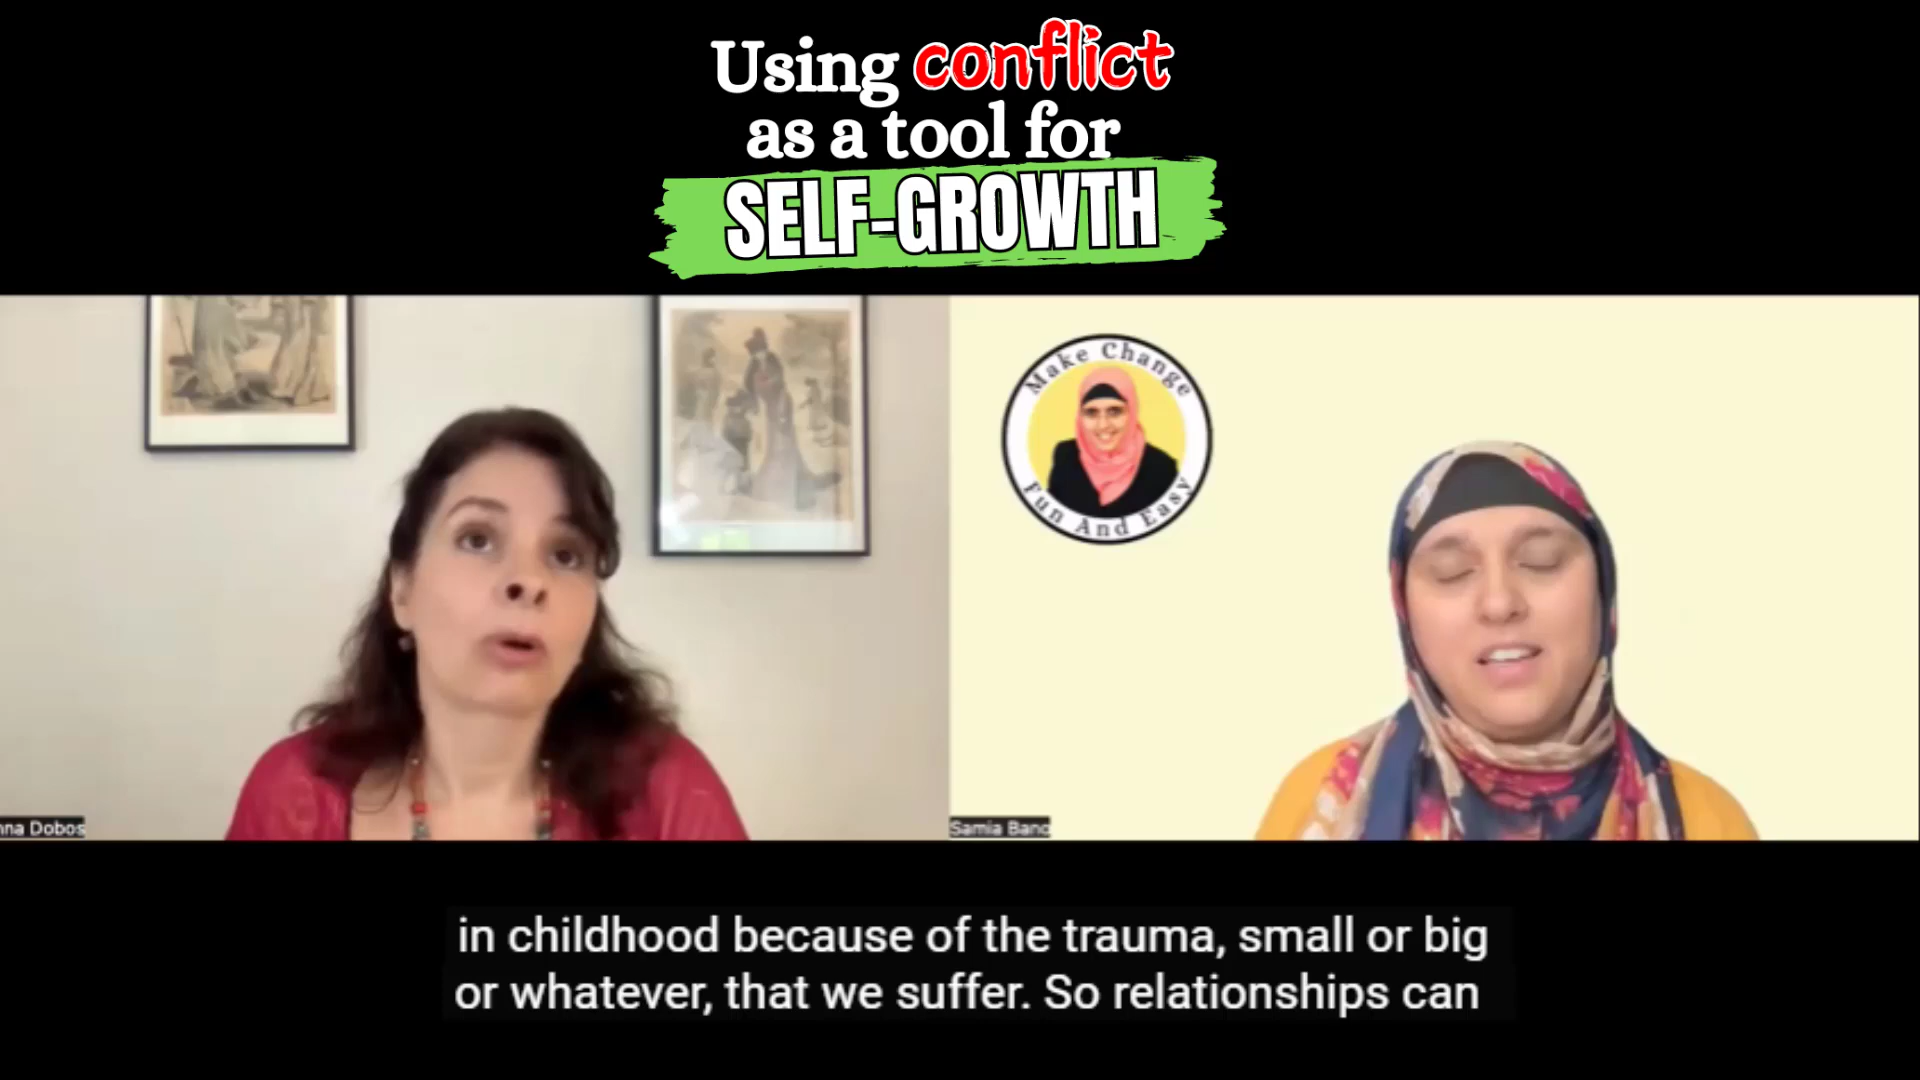 Using conflict
as a tool for
SELF-GROWTH
Make Change
Fun And Easy
nna Dobos
Samia Bano
in childhood because of the trauma, small or big
or whatever, that we suffer. So relationships can